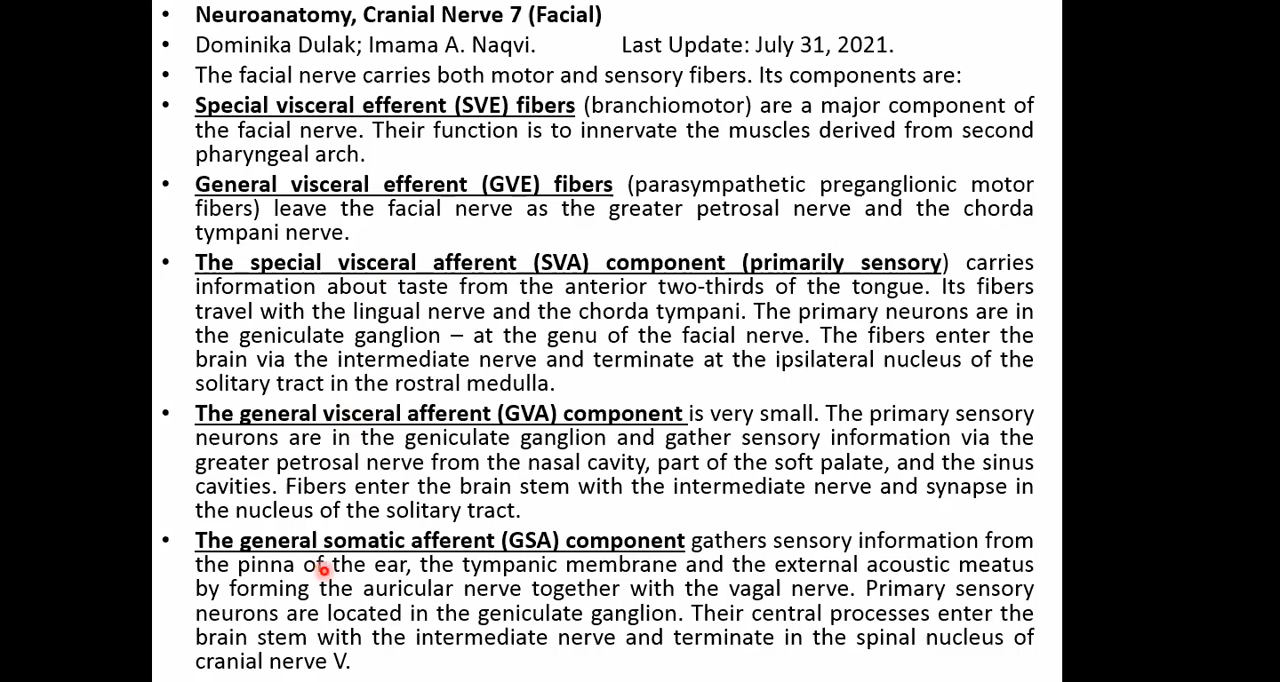 • Neuroanatomy, Cranial Nerve 7 (Facial)
• Dominika Dulak; Imama A. Naqvi. Last Update: July 31, 2021.
• The facial nerve carries both motor and sensory fibers. Its components are:
• Special visceral efferent (SVE) fibers (branchiomotor) are a major component of
the facial nerve. Their function is to innervate the muscles derived from second
pharyngeal arch.
• General visceral efferent (GVE) fibers (parasympathetic preganglionic motor
fibers) leave the facial nerve as the greater petrosal nerve and the chorda
tympani nerve.
• The special visceral afferent (SVA) component (primarily sensory) carries
information about taste from the anterior two-thirds of the tongue. Its fibers
travel with the lingual nerve and the chorda tympani. The primary neurons are in
the geniculate ganglion – at the genu of the facial nerve. The fibers enter the
brain via the intermediate nerve and terminate at the ipsilateral nucleus of the
solitary tract in the rostral medulla.
• The general visceral afferent (GVA) component is very small. The primary sensory
neurons are in the geniculate ganglion and gather sensory information via the
greater petrosal nerve from the nasal cavity, part of the soft palate, and the sinus
cavities. Fibers enter the brain stem with the intermediate nerve and synapse in
the nucleus of the solitary tract.
• The general somatic afferent (GSA) component gathers sensory information from
the pinna of the ear, the tympanic membrane and the external acoustic meatus
by forming the auricular nerve together with the vagal nerve. Primary sensory
neurons are located in the geniculate ganglion. Their central processes enter the
brain stem with the intermediate nerve and terminate in the spinal nucleus of
cranial nerve V.